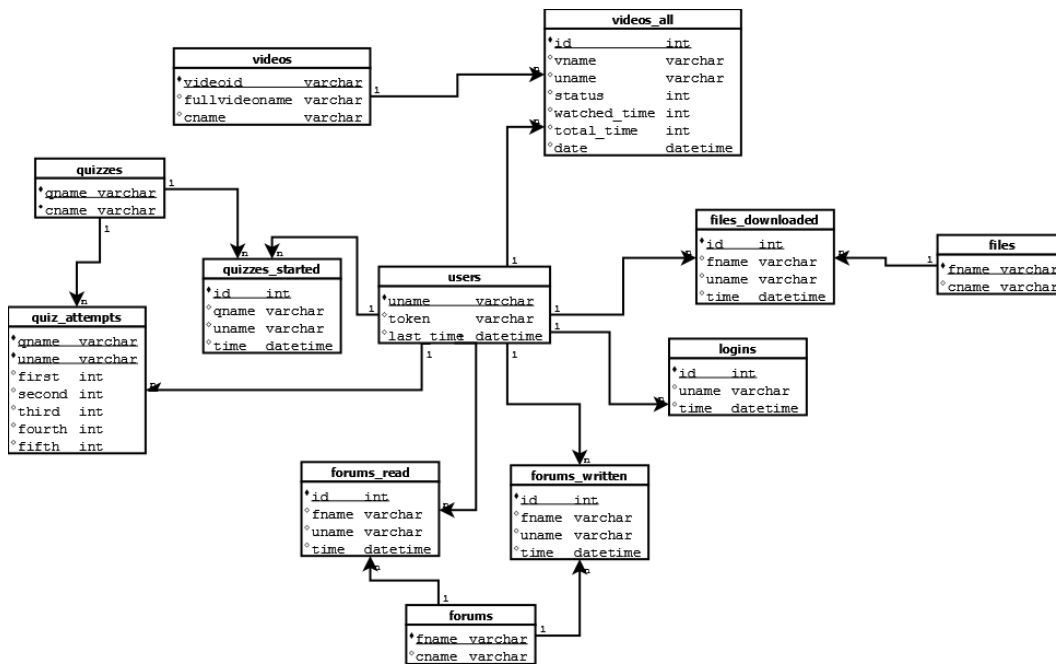 videos_all
id int
vname varchar
uname varchar
status int
watched_time int
total_time int
date datetime
videos
videoid varchar
fullvideoname varchar
cname varchar
1
n
n
1
quizzes
qname varchar
cname varchar
1
1
n
n
quizzes_started
id int
qname varchar
uname varchar
time datetime
users
uname varchar
token varchar
last_time datetime
1
1
1
1
1
1
files_downloaded
id int
fname varchar
uname varchar
time datetime
n
n
1
files
fname varchar
cname varchar
logins
id int
uname varchar
time datetime
n
n
quiz_attempts
qname varchar
uname varchar
first int
second int
third int
fourth int
fifth int
n
forums_read
id int
fname varchar
uname varchar
time datetime
n
n
n
forums_written
id int
fname varchar
uname varchar
time datetime
n
n
1
1
forums
fname varchar
cname varchar